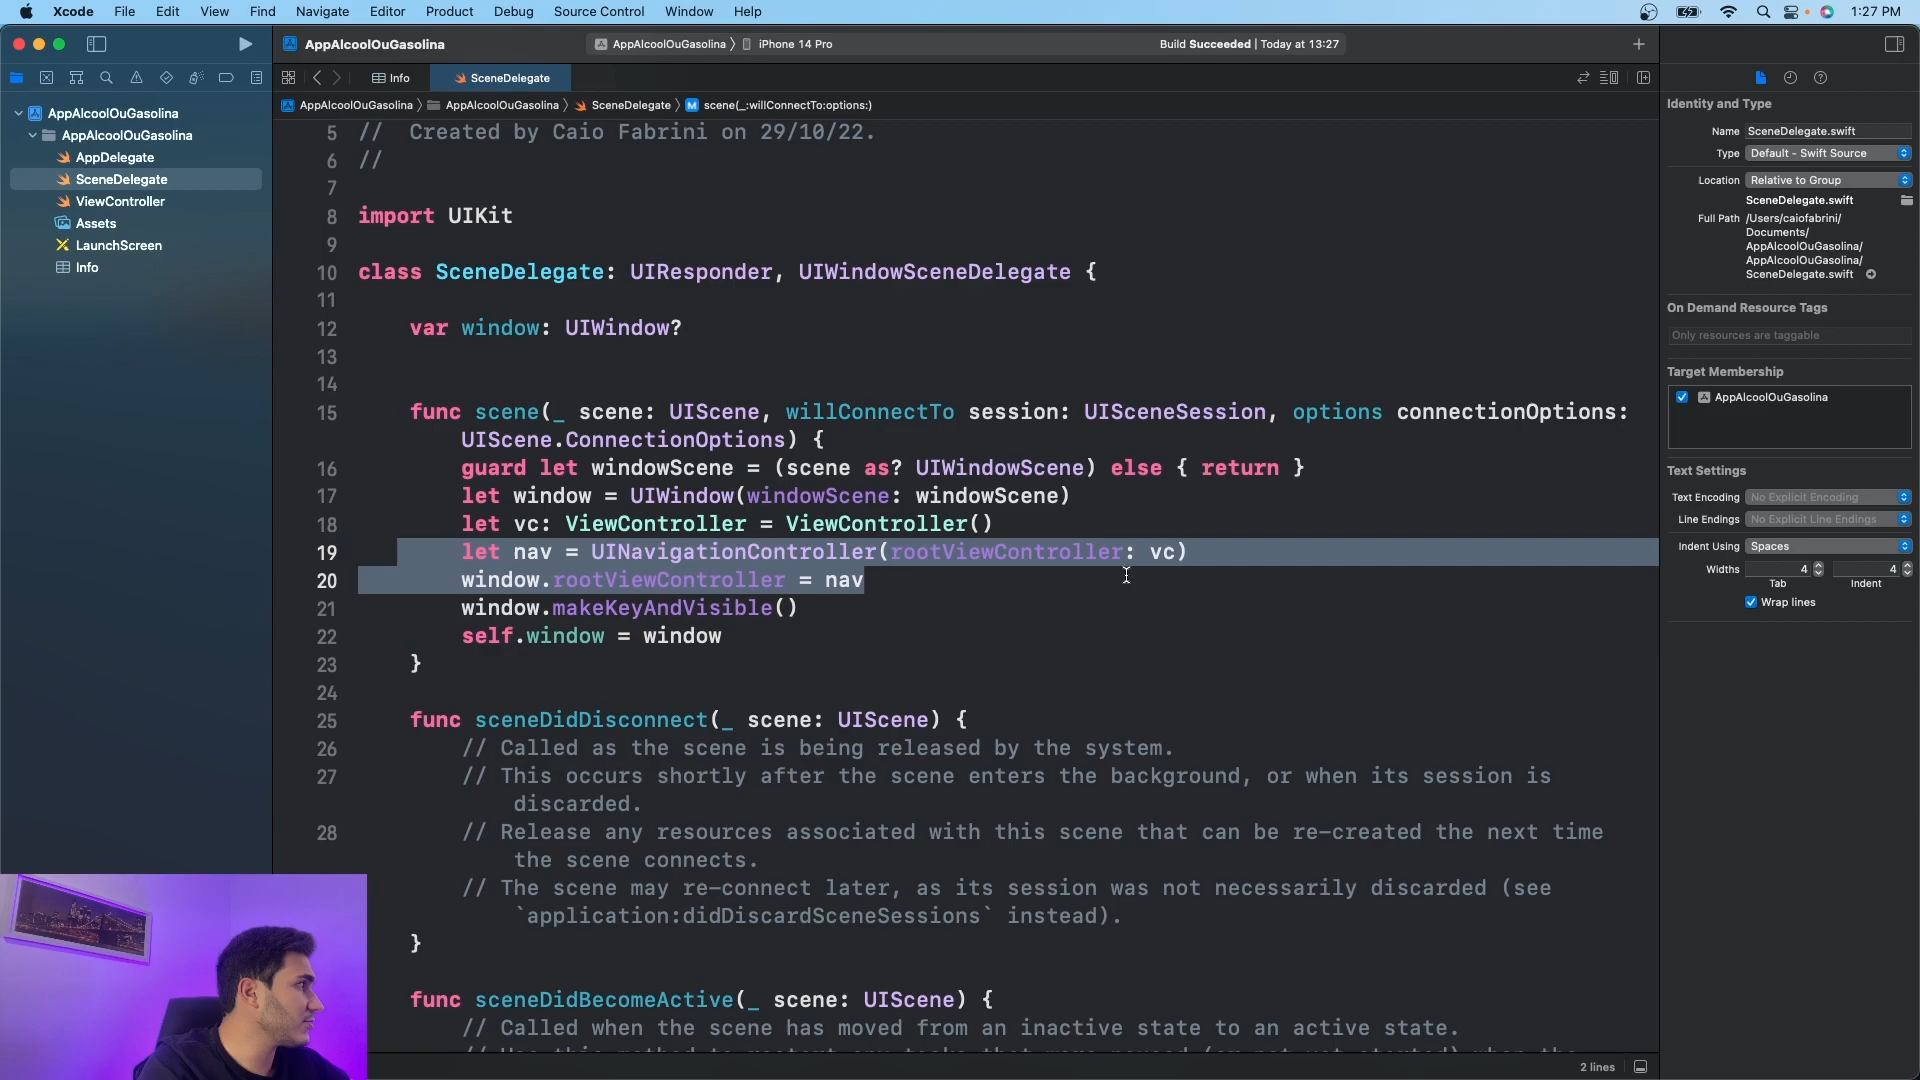 Xcode File Edit View Find Navigate Editor Product Debug Source Control Window Help 1:27 PM
AppAlcoolOuGasolina AppAlcoolOuGasolina iPhone 14 Pro Build Succeeded | Today at 13:27
Info SceneDelegate
AppAlcoolOuGasolina AppAlcoolOuGasolina SceneDelegate M scene(_:willConnectTo:options:)
AppAlcoolOuGasolina
AppAlcoolOuGasolina
AppDelegate
SceneDelegate
ViewController
Assets
LaunchScreen
Info
5 // Created by Caio Fabrini on 29/10/22.
6 //
7
8 import UIKit
9
10 class SceneDelegate: UIResponder, UIWindowSceneDelegate {
11
12 var window: UIWindow?
13
14
15 func scene(_ scene: UIScene, willConnectTo session: UISceneSession, options connectionOptions:
UIScene.ConnectionOptions) {
16 guard let windowScene = (scene as? UIWindowScene) else { return }
17 let window = UIWindow(windowScene: windowScene)
18 let vc: ViewController = ViewController()
19 let nav = UINavigationController(rootViewController: vc)
20 window.rootViewController = nav
21 window.makeKeyAndVisible()
22 self.window = window
23 }
24
25 func sceneDidDisconnect(_ scene: UIScene) {
26 // Called as the scene is being released by the system.
27 // This occurs shortly after the scene enters the background, or when its session is
discarded.
28 // Release any resources associated with this scene that can be re-created the next time
the scene connects.
// The scene may re-connect later, as its session was not necessarily discarded (see
`application:didDiscardSceneSessions` instead).
}
func sceneDidBecomeActive(_ scene: UIScene) {
// Called when the scene has moved from an inactive state to an active state.
2 lines
Identity and Type
Name SceneDelegate.swift
Type Default - Swift Source
Location Relative to Group
SceneDelegate.swift
Full Path /Users/caiofabrini/
Documents/
AppAlcoolOuGasolina/
AppAlcoolOuGasolina/
SceneDelegate.swift
On Demand Resource Tags
Only resources are taggable
Target Membership
AppAlcoolOuGasolina
Text Settings
Text Encoding No Explicit Encoding
Line Endings No Explicit Line Endings
Indent Using Spaces
Widths 4 4
Tab Indent
Wrap lines